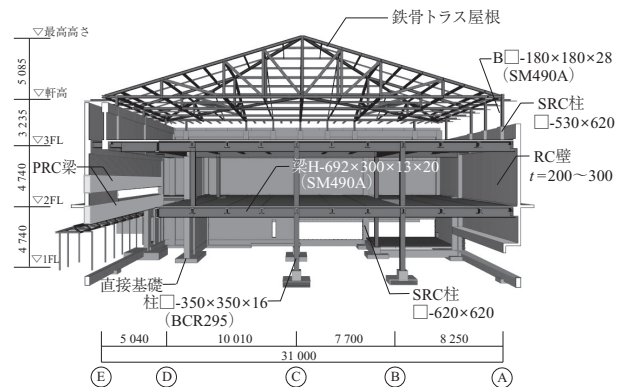 鉄骨トラス屋根
▽最高高さ
5 085
B□-180×180×28
(SM490A)
▽軒高
SRC柱
□-530×620
3 235
▽3FL
RC壁
t=200～300
PRC梁
4 740
梁H-692×300×13×20
(SM490A)
▽2FL
4 740
▽1FL
直接基礎
柱□-350×350×16
(BCR295)
SRC柱
□-620×620
5 040
10 010
7 700
8 250
31 000
Ⓔ Ⓓ Ⓒ Ⓑ Ⓐ